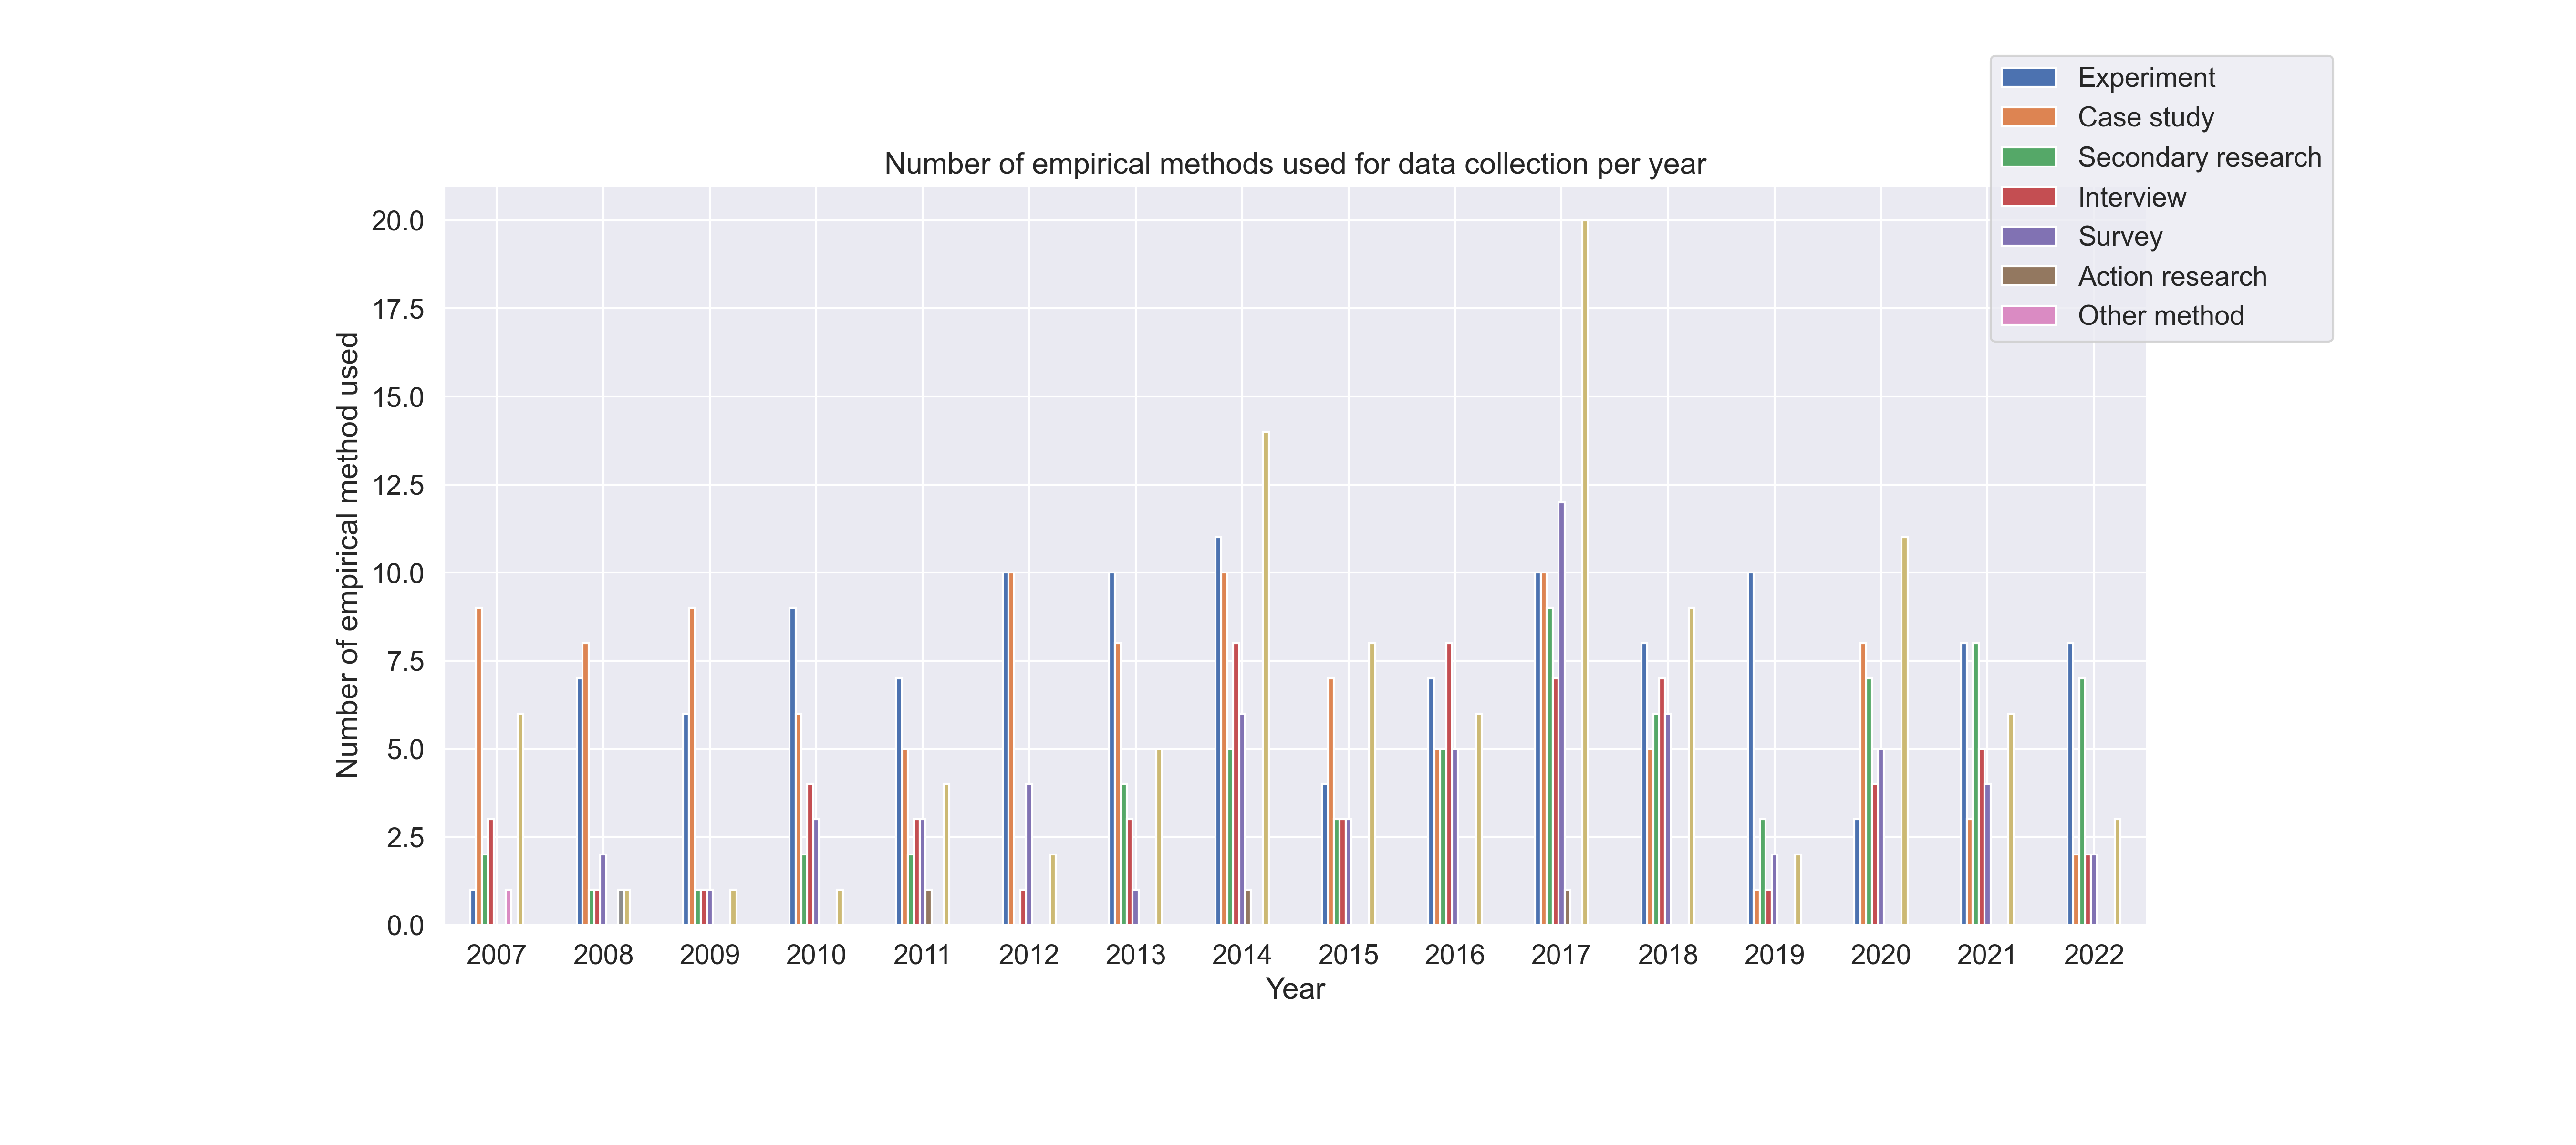 Experiment
Case study
Secondary research
Interview
Survey
Action research
Other method
Number of empirical methods used for data collection per year
Number of empirical method used
20.0
17.5
15.0
12.5
10.0
7.5
5.0
2.5
0.0
2007 2008 2009 2010 2011 2012 2013 2014 2015 2016 2017 2018 2019 2020 2021 2022
Year